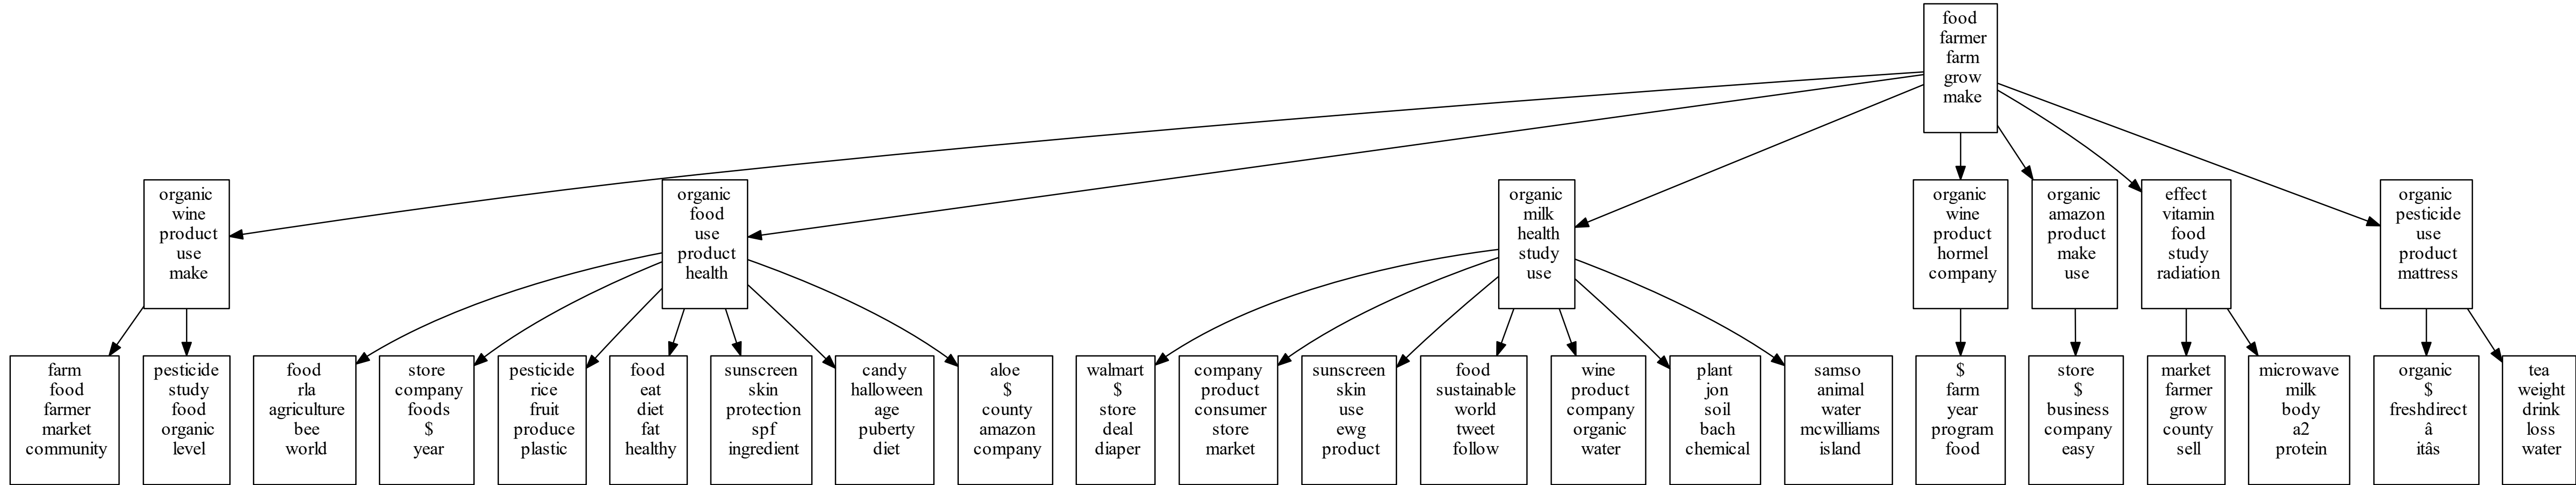 food
farmer
farm
grow
make
organic
wine
product
use
make
organic
food
use
product
health
organic
milk
health
study
use
organic
wine
product
hormel
company
organic
amazon
product
make
use
effect
vitamin
food
study
radiation
organic
pesticide
use
product
mattress
farm
food
farmer
market
community
pesticide
study
food
organic
level
food
rla
agriculture
bee
world
store
company
foods
$
year
pesticide
rice
fruit
produce
plastic
food
eat
diet
fat
healthy
sunscreen
skin
protection
spf
ingredient
candy
halloween
age
puberty
diet
aloe
$
county
amazon
company
walmart
$
store
deal
diaper
company
product
consumer
store
market
sunscreen
skin
use
ewg
product
food
sustainable
world
tweet
follow
wine
product
company
organic
water
plant
jon
soil
bach
chemical
samso
animal
water
mcwilliams
island
$
farm
year
program
food
store
$
business
company
easy
market
farmer
grow
county
sell
microwave
milk
body
a2
protein
organic
$
freshdirect
â
itâs
tea
weight
drink
loss
water